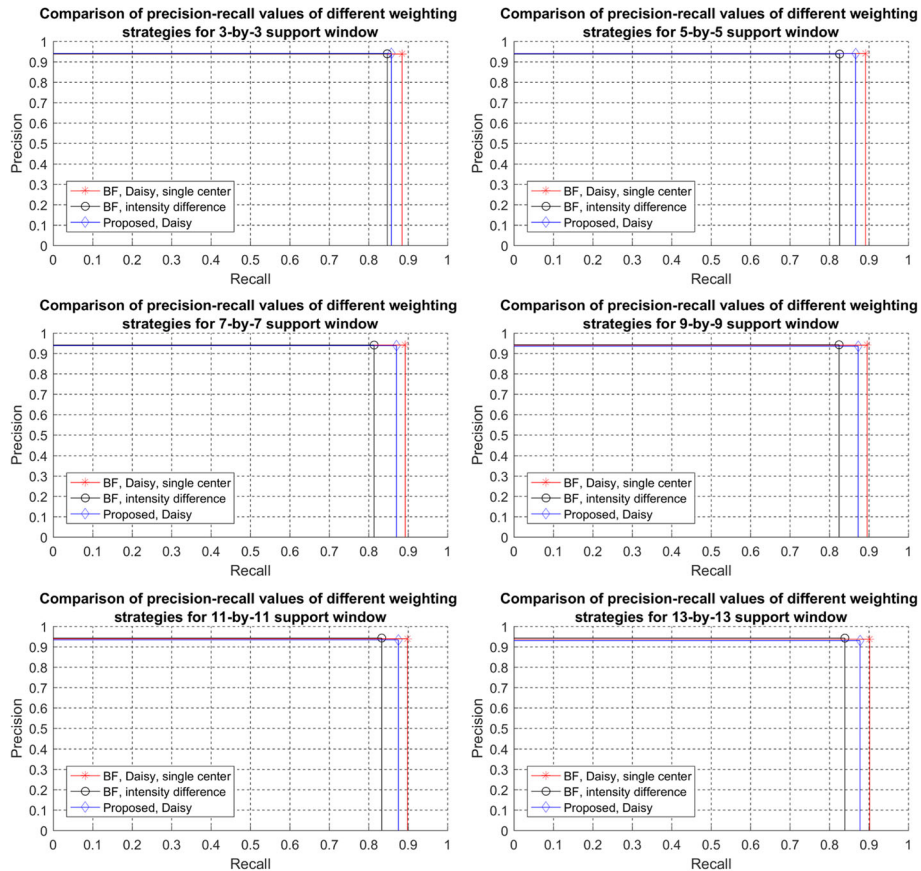 Comparison of precision-recall values of different weighting
strategies for 3-by-3 support window
1
0.9
0.8
0.7
0.6
0.5
0.4
0.3
0.2
0.1
0
Precision
BF, Daisy, single center
BF, intensity difference
Proposed, Daisy
0 0.1 0.2 0.3 0.4 0.5 0.6 0.7 0.8 0.9 1
Recall
Comparison of precision-recall values of different weighting
strategies for 5-by-5 support window
1
0.9
0.8
0.7
0.6
0.5
0.4
0.3
0.2
0.1
0
Precision
BF, Daisy, single center
BF, intensity difference
Proposed, Daisy
0 0.1 0.2 0.3 0.4 0.5 0.6 0.7 0.8 0.9 1
Recall
Comparison of precision-recall values of different weighting
strategies for 7-by-7 support window
1
0.9
0.8
0.7
0.6
0.5
0.4
0.3
0.2
0.1
0
Precision
BF, Daisy, single center
BF, intensity difference
Proposed, Daisy
0 0.1 0.2 0.3 0.4 0.5 0.6 0.7 0.8 0.9 1
Recall
Comparison of precision-recall values of different weighting
strategies for 9-by-9 support window
1
0.9
0.8
0.7
0.6
0.5
0.4
0.3
0.2
0.1
0
Precision
BF, Daisy, single center
BF, intensity difference
Proposed, Daisy
0 0.1 0.2 0.3 0.4 0.5 0.6 0.7 0.8 0.9 1
Recall
Comparison of precision-recall values of different weighting
strategies for 11-by-11 support window
1
0.9
0.8
0.7
0.6
0.5
0.4
0.3
0.2
0.1
0
Precision
BF, Daisy, single center
BF, intensity difference
Proposed, Daisy
0 0.1 0.2 0.3 0.4 0.5 0.6 0.7 0.8 0.9 1
Recall
Comparison of precision-recall values of different weighting
strategies for 13-by-13 support window
1
0.9
0.8
0.7
0.6
0.5
0.4
0.3
0.2
0.1
0
Precision
BF, Daisy, single center
BF, intensity difference
Proposed, Daisy
0 0.1 0.2 0.3 0.4 0.5 0.6 0.7 0.8 0.9 1
Recall